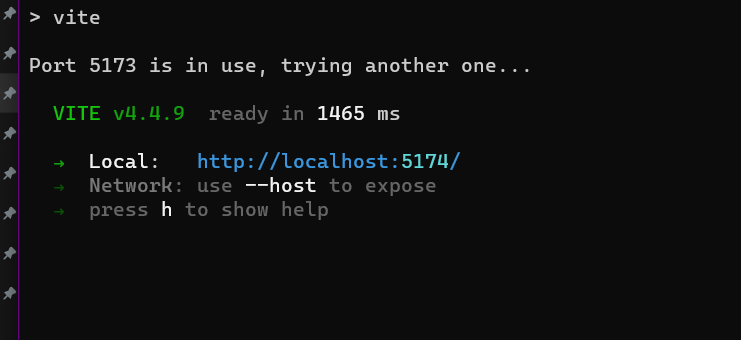 > vite
Port 5173 is in use, trying another one...
VITE v4.4.9 ready in 1465 ms
→ Local: http://localhost:5174/
→ Network: use --host to expose
→ press h to show help